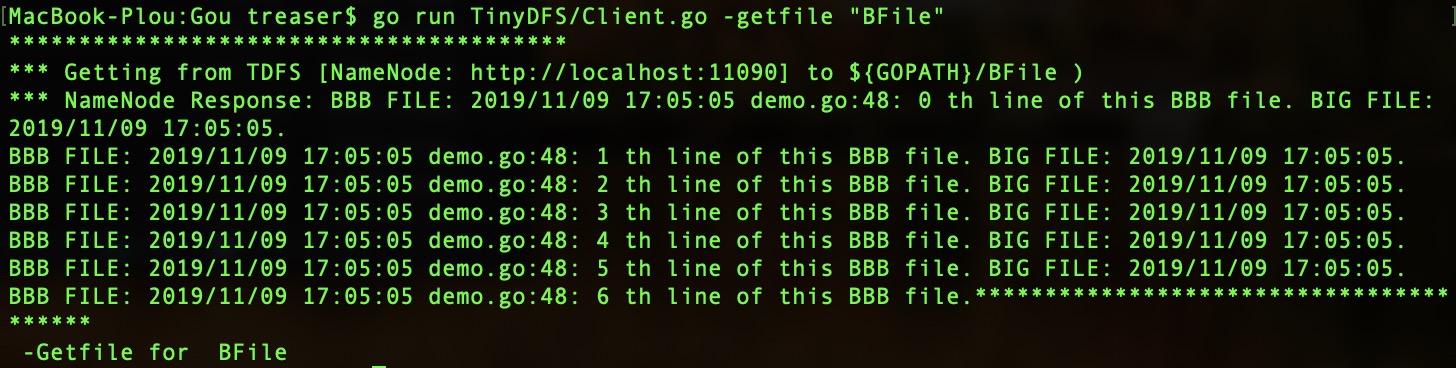 [MacBook-Plou:Gou treaser$ go run TinyDFS/Client.go -getfile "BFile"]
****************************************
*** Getting from TDFS [NameNode: http://localhost:11090] to ${GOPATH}/BFile )
*** NameNode Response: BBB FILE: 2019/11/09 17:05:05 demo.go:48: 0 th line of this BBB file. BIG FILE:
2019/11/09 17:05:05.
BBB FILE: 2019/11/09 17:05:05 demo.go:48: 1 th line of this BBB file. BIG FILE: 2019/11/09 17:05:05.
BBB FILE: 2019/11/09 17:05:05 demo.go:48: 2 th line of this BBB file. BIG FILE: 2019/11/09 17:05:05.
BBB FILE: 2019/11/09 17:05:05 demo.go:48: 3 th line of this BBB file. BIG FILE: 2019/11/09 17:05:05.
BBB FILE: 2019/11/09 17:05:05 demo.go:48: 4 th line of this BBB file. BIG FILE: 2019/11/09 17:05:05.
BBB FILE: 2019/11/09 17:05:05 demo.go:48: 5 th line of this BBB file. BIG FILE: 2019/11/09 17:05:05.
BBB FILE: 2019/11/09 17:05:05 demo.go:48: 6 th line of this BBB file.**********************************
******
-Getfile for  BFile